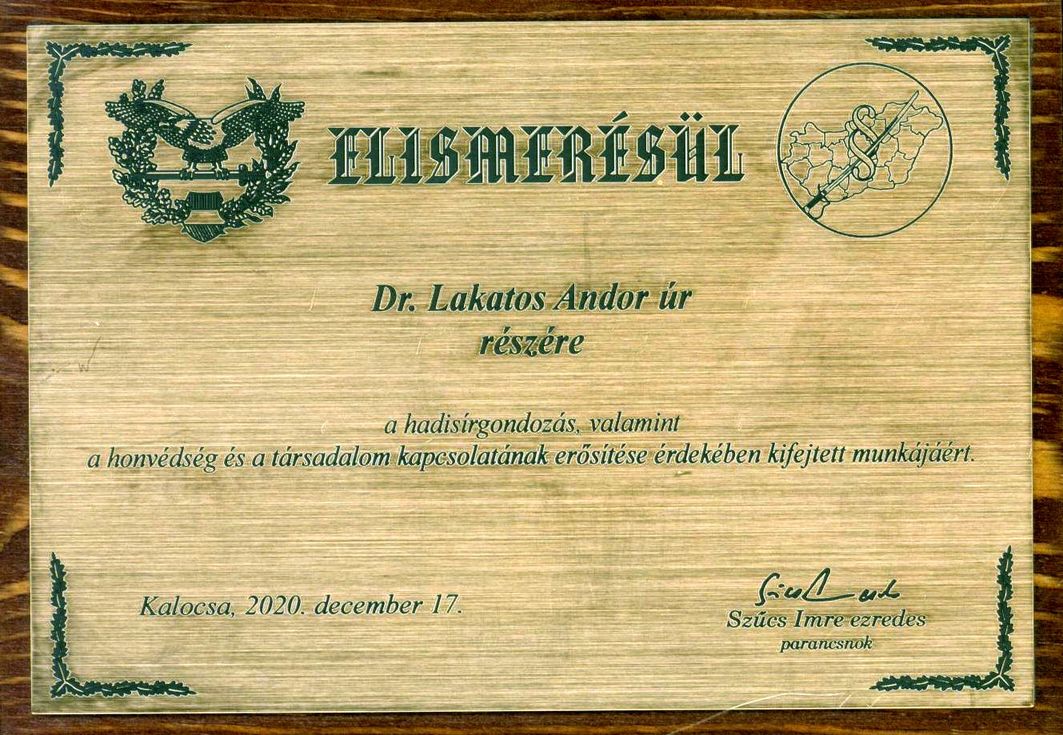 ELISMERÉSÜL
Dr. Lakatos Andor úr
részére
a hadisírgondozás, valamint
a honvédség és a társadalom kapcsolatának erősítése érdekében kifejtett munkájáért.
Kalocsa, 2020. december 17.
Szűcs Imre ezredes
parancsnok